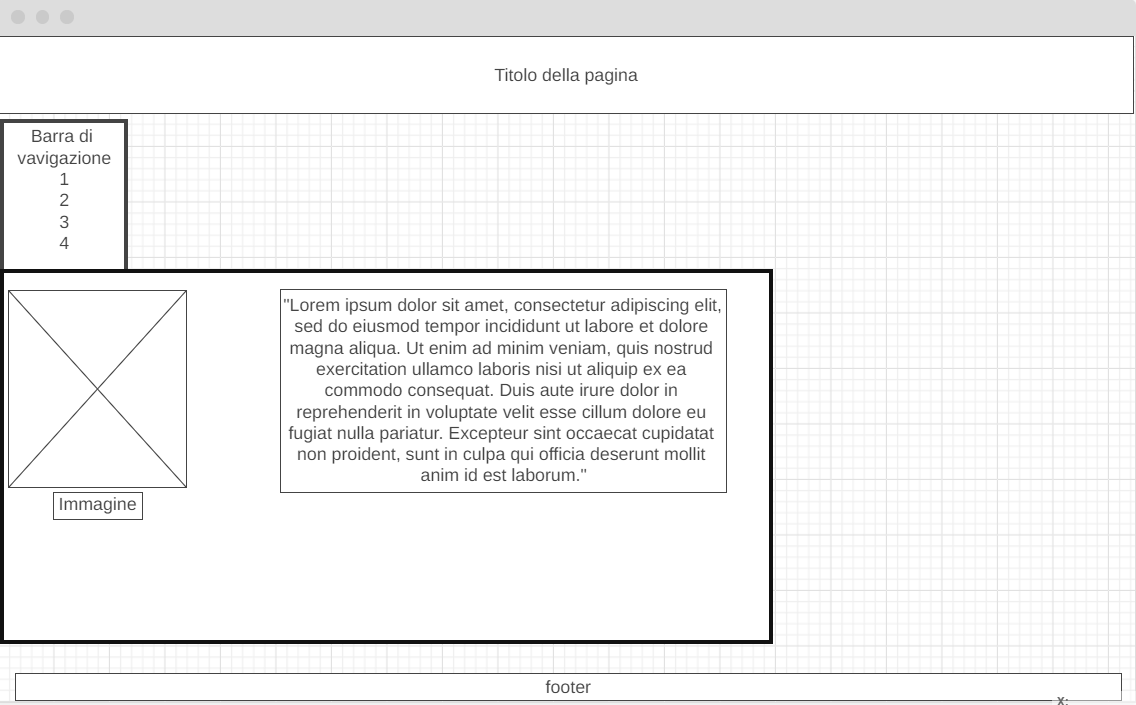 Titolo della pagina
Barra di
vavigazione
1
2
3
4
"Lorem ipsum dolor sit amet, consectetur adipiscing elit,
sed do eiusmod tempor incididunt ut labore et dolore
magna aliqua. Ut enim ad minim veniam, quis nostrud
exercitation ullamco laboris nisi ut aliquip ex ea
commodo consequat. Duis aute irure dolor in
reprehenderit in voluptate velit esse cillum dolore eu
fugiat nulla pariatur. Excepteur sint occaecat cupidatat
non proident, sunt in culpa qui officia deserunt mollit
anim id est laborum."
Immagine
footer
x: